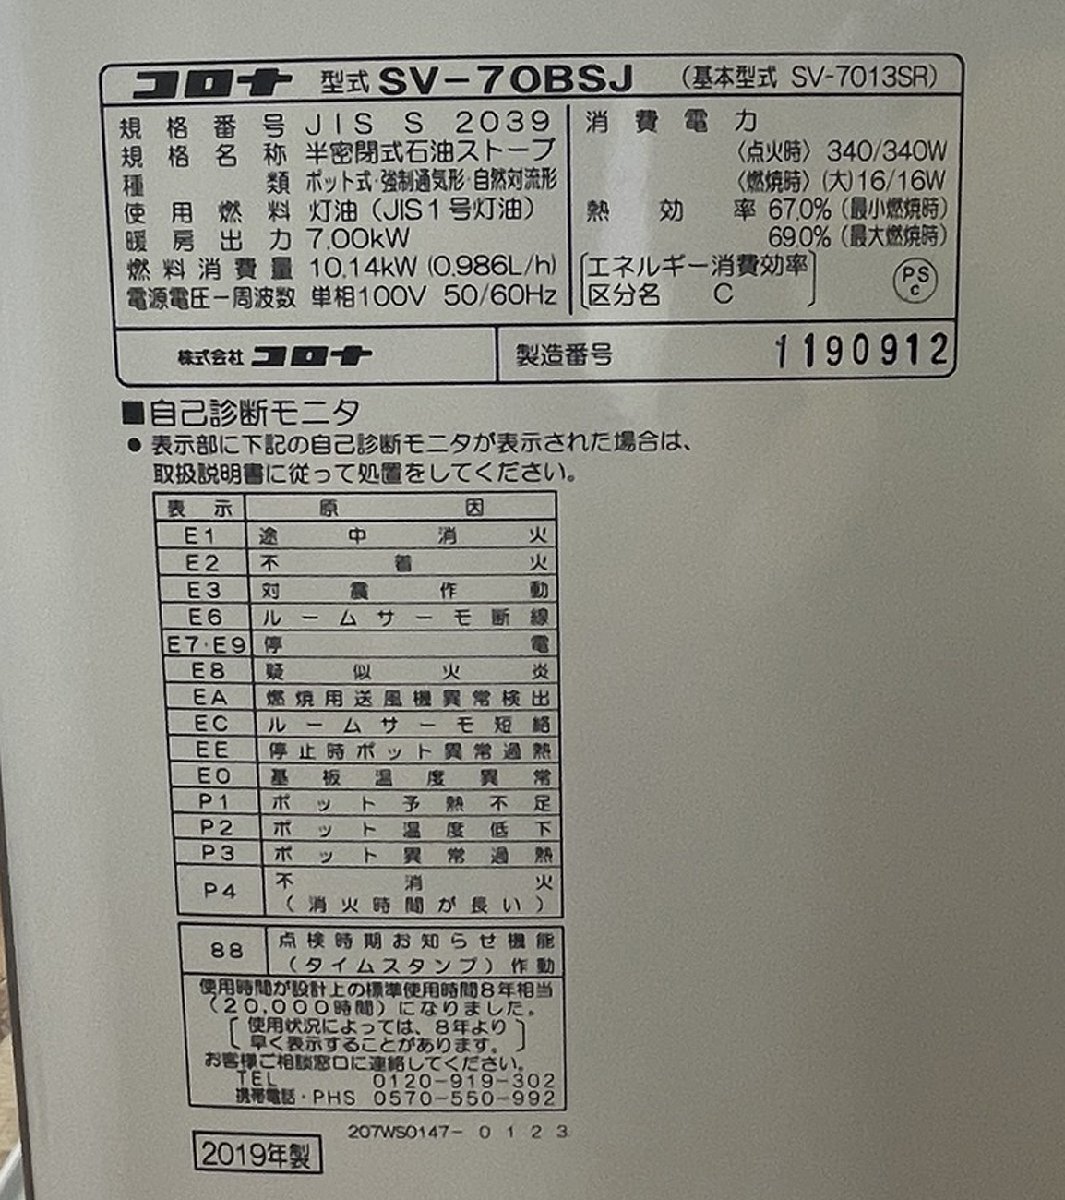 コロナ 型式 SV-70BSJ (基本型式 SV-7013SR)
規格番号 JIS S 2039
規格名称 半密閉式石油ストーブ
種類 ポット式・強制通気形・自然対流形
使用燃料 灯油(JIS1号灯油)
暖房出力 7.00kW
燃料消費量 10.14kW (0.986L/h)
電源電圧ー周波数 単相100V 50/60Hz
消費電力
〈点火時〉 340/340W
〈燃焼時〉(大)16/16W
熱効率 67.0% (最小燃焼時)
69.0% (最大燃焼時)
[エネルギー消費効率
区分名 C]
PS
c
株式会社コロナ
製造番号 1190912
■自己診断モニタ
●表示部に下記の自己診断モニタが表示された場合は、
取扱説明書に従って処置をしてください。
表示 原因
E1 途中消火
E2 不着火
E3 対震作動
E6 ルームサーモ断線
E7・E9 停電
E8 疑似火炎
EA 燃焼用送風機異常検出
EC ルームサーモ短絡
EE 停止時ポット異常過熱
E0 基板温度異常
P1 ポット予熱不足
P2 ポット温度低下
P3 ポット異常過熱
P4 不消火
(消火時間が長い)
88 点検時期お知らせ機能
(タイムスタンプ)作動
使用時間が設計上の標準使用時間8年相当
(20,000時間)になりました。
[使用状況によっては、8年より
早く表示することがあります。]
お客様ご相談窓口に連絡してください。
TEL 0120-919-302
携帯電話・PHS 0570-550-992
207WS0147-0123
2019年製